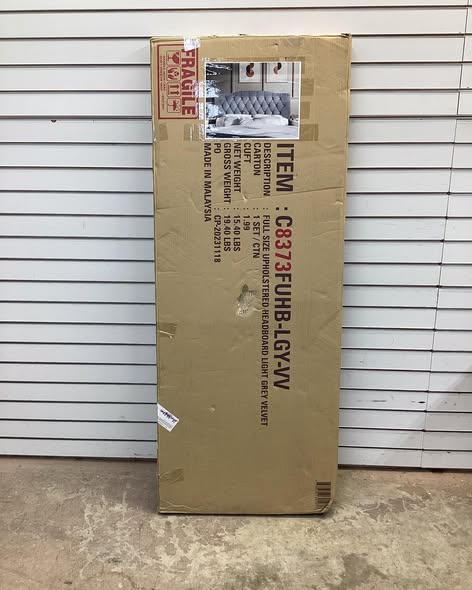 FRAGILE
ITEM : C8373FUHB-LGY-VV
DESCRIPTION : FULL SIZE UPHOLSTERED HEADBOARD LIGHT GREY VELVET
CARTON : 1 SET / CTN
CUFT : 1.99
NET WEIGHT : 15.40 LBS
GROSS WEIGHT : 19.40 LBS
PO : CP-20231118
MADE IN MALAYSIA